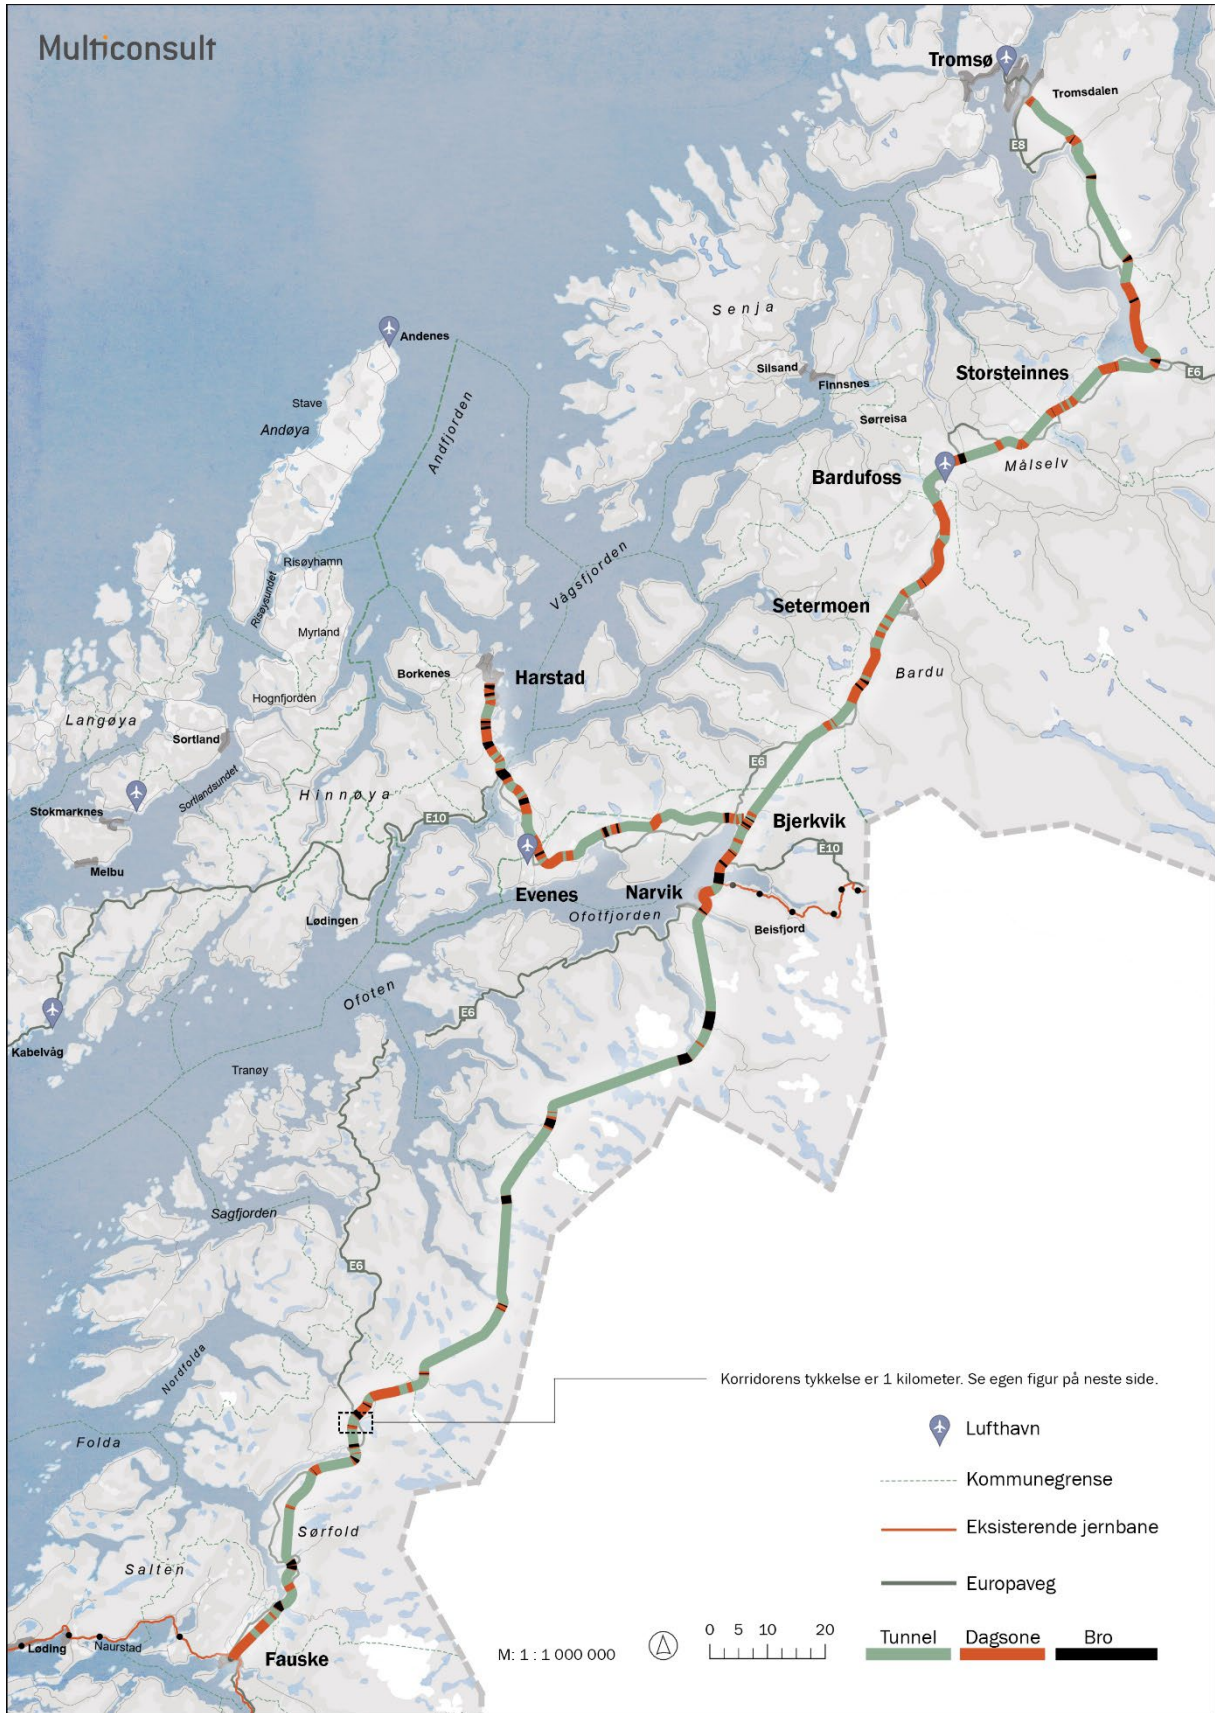 Multiconsult
Tromsø
Tromsdalen
E8
Senja
Andenes
Silsand
Finnsnes
Storsteinnes
E6
Stave
Andøya
Andfjorden
Sørreisa
Målselv
Bardufoss
Vågsfjorden
Risøyhamn
Risøysundet
Setermoen
Myrland
Borkenes
Harstad
Bardu
Hognfjorden
Langøya
Sortland
E6
Sortlandsundet
Hinnøya
Stokmarknes
E10
Bjerkvik
E10
Melbu
Evenes
Narvik
Lødingen
Ofotfjorden
Beisfjord
Ofoten
E6
Kabelvåg
Tranøy
Sagfjorden
E6
Nordfolda
Korridorens tykkelse er 1 kilometer. Se egen figur på neste side.
Folda
Lufthavn
Kommunegrense
Sørfold
Eksisterende jernbane
Salten
Europaveg
Løding
Naurstad
Fauske
M: 1 : 1 000 000
0 5 10 20
Tunnel Dagsone Bro